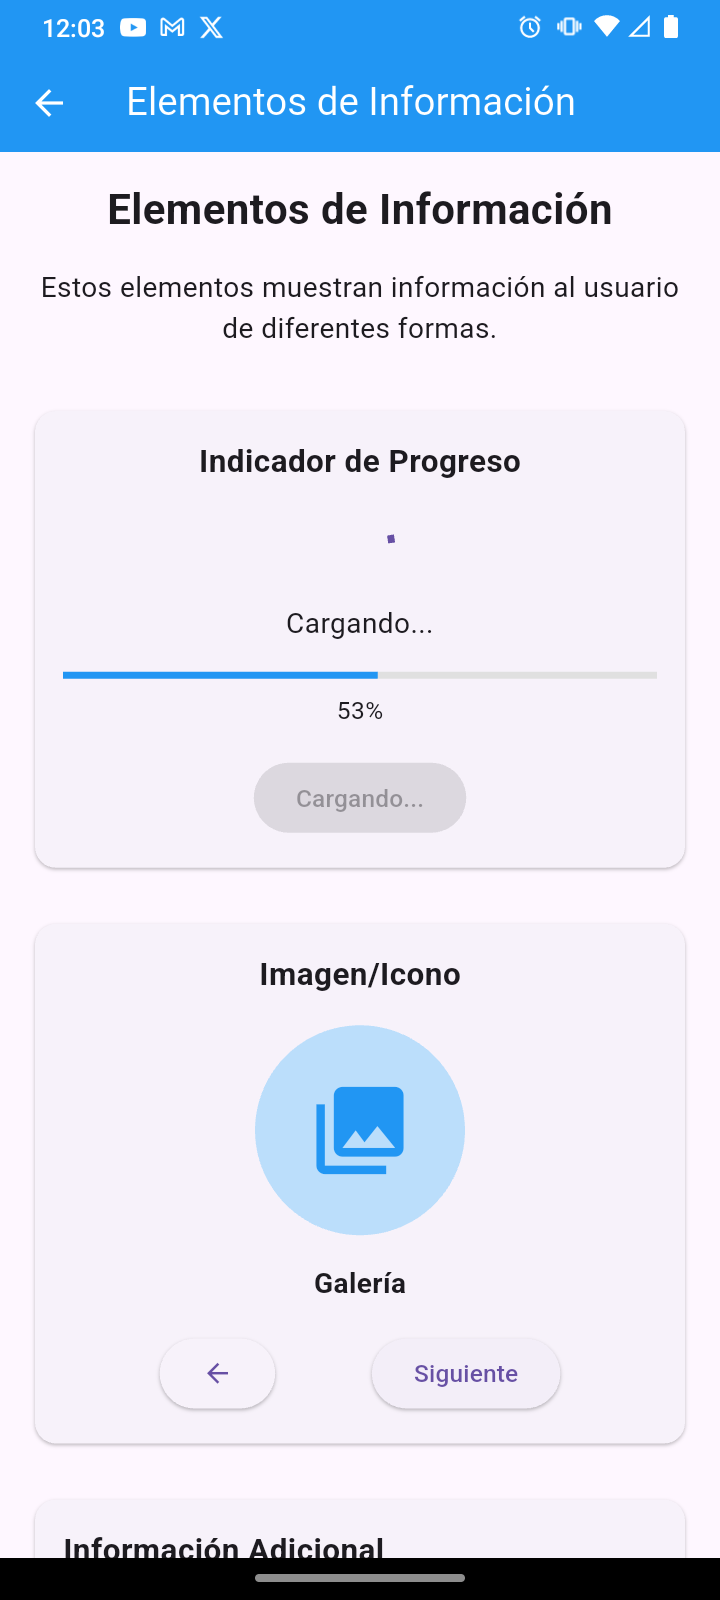 12:03
Elementos de Información
Elementos de Información
Estos elementos muestran información al usuario
de diferentes formas.
Indicador de Progreso
Cargando...
53%
Cargando...
Imagen/Icono
Galería
Siguiente
Información Adicional